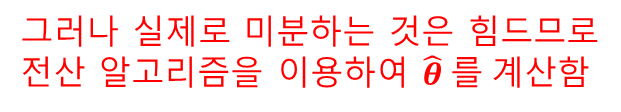 그러나 실제로 미분하는 것은 힘드므로
전산 알고리즘을 이용하여 θ̂ 를 계산함